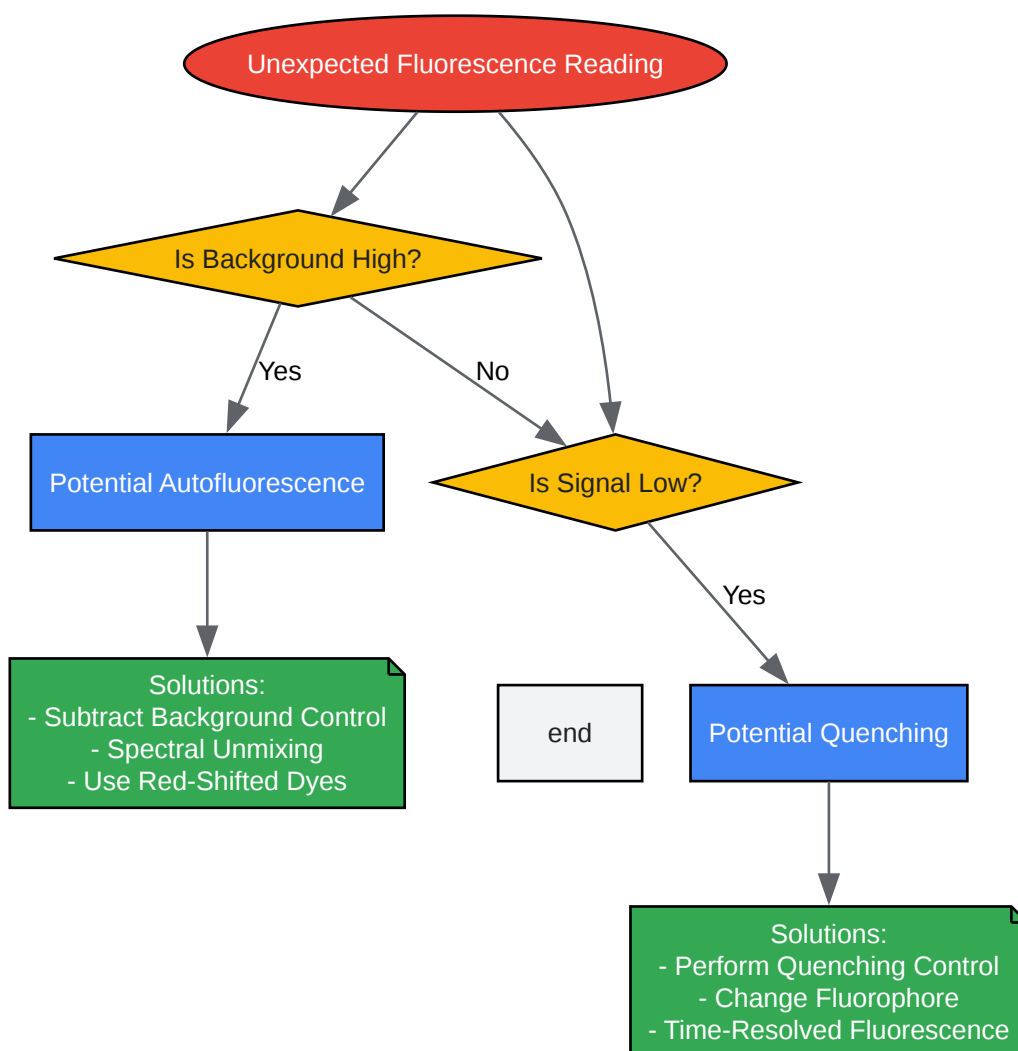 Unexpected Fluorescence Reading
Is Background High?
Yes
No
Potential Autofluorescence
Is Signal Low?
Yes
Solutions:
- Subtract Background Control
- Spectral Unmixing
- Use Red-Shifted Dyes
end
Potential Quenching
Solutions:
- Perform Quenching Control
- Change Fluorophore
- Time-Resolved Fluorescence